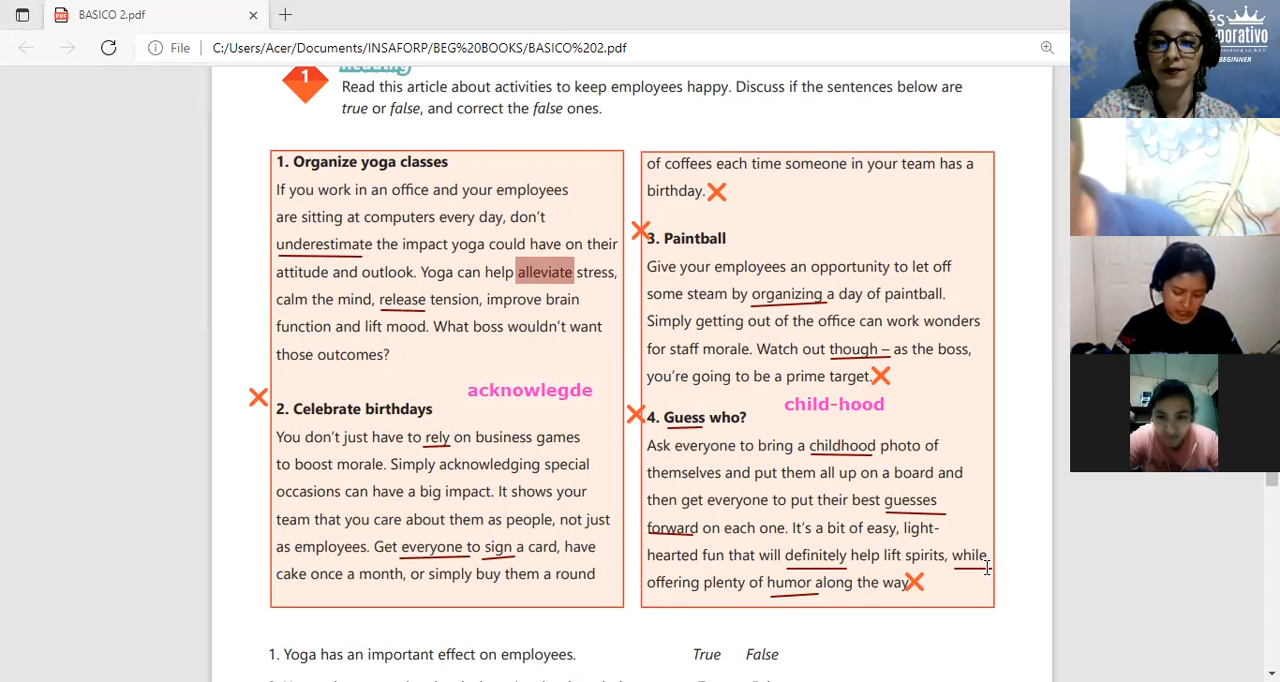 BASICO 2.pdf
File
C:/Users/Acer/Documents/INSAFORP/BEG%20BOOKS/BASICO%202.pdf
és
porativo
BEGINNER
1
Reading
Read this article about activities to keep employees happy. Discuss if the sentences below are
true or false, and correct the false ones.
1. Organize yoga classes
If you work in an office and your employees
are sitting at computers every day, don’t
underestimate the impact yoga could have on their
attitude and outlook. Yoga can help alleviate stress,
calm the mind, release tension, improve brain
function and lift mood. What boss wouldn’t want
those outcomes?
acknowlegde
2. Celebrate birthdays
You don’t just have to rely on business games
to boost morale. Simply acknowledging special
occasions can have a big impact. It shows your
team that you care about them as people, not just
as employees. Get everyone to sign a card, have
cake once a month, or simply buy them a round
of coffees each time someone in your team has a
birthday.
3. Paintball
Give your employees an opportunity to let off
some steam by organizing a day of paintball.
Simply getting out of the office can work wonders
for staff morale. Watch out though – as the boss,
you’re going to be a prime target.
child-hood
4. Guess who?
Ask everyone to bring a childhood photo of
themselves and put them all up on a board and
then get everyone to put their best guesses
forward on each one. It’s a bit of easy, light-
hearted fun that will definitely help lift spirits, while
offering plenty of humor along the way
1. Yoga has an important effect on employees. True False